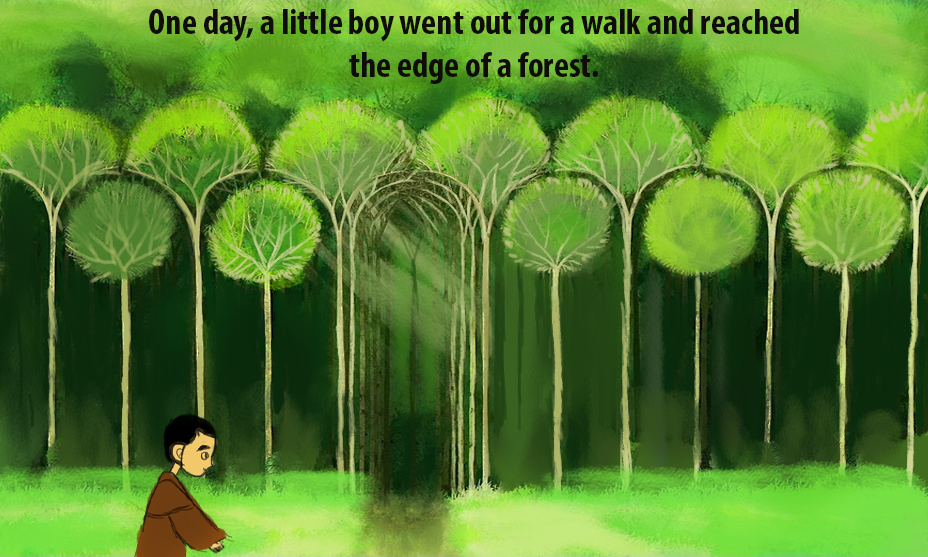 One day, a little boy went out for a walk and reached
the edge of a forest.